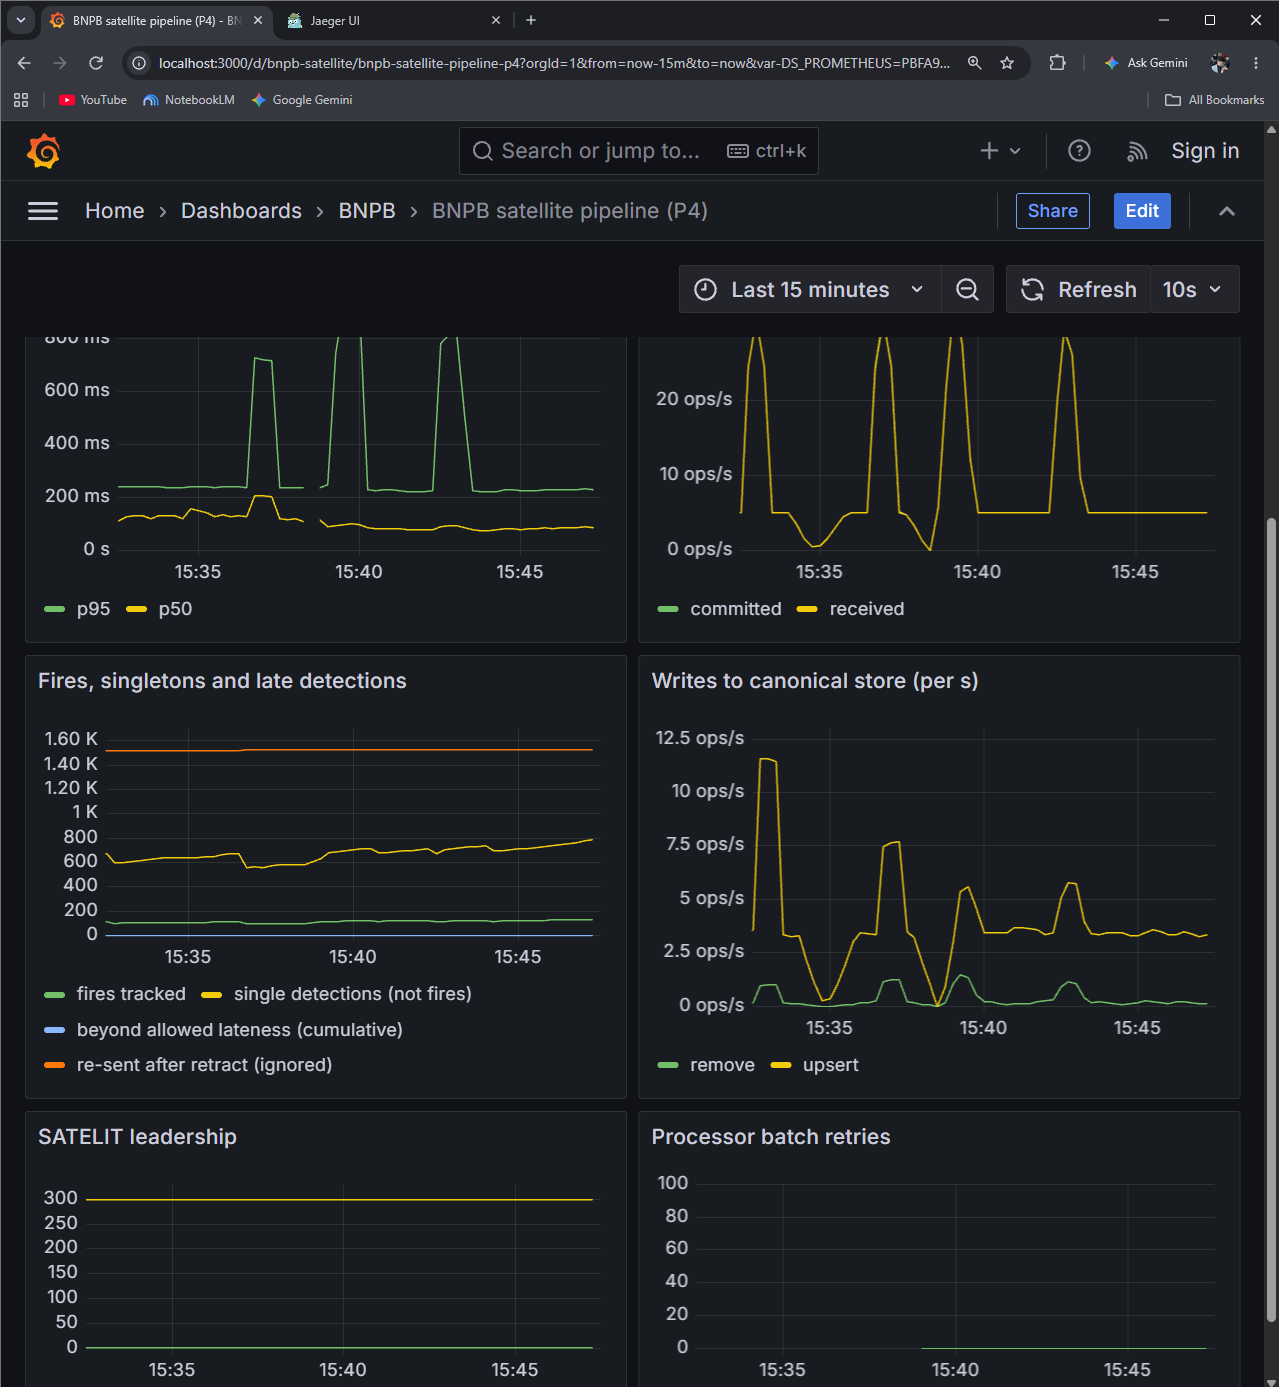 BNPB satellite pipeline (P4) - BN
Jaeger UI
localhost:3000/d/bnpb-satellite/bnpb-satellite-pipeline-p4?orgId=1&from=now-15m&to=now&var-DS_PROMETHEUS=PBFA9...
Ask Gemini
YouTube
NotebookLM
Google Gemini
All Bookmarks
Search or jump to...
ctrl+k
Sign in
Home › Dashboards › BNPB › BNPB satellite pipeline (P4)
Share
Edit
Last 15 minutes
Refresh
10s
800 ms
600 ms
400 ms
200 ms
0 s
15:35
15:40
15:45
p95
p50
20 ops/s
10 ops/s
0 ops/s
15:35
15:40
15:45
committed
received
Fires, singletons and late detections
1.60 K
1.40 K
1.20 K
1 K
800
600
400
200
0
15:35
15:40
15:45
fires tracked
single detections (not fires)
beyond allowed lateness (cumulative)
re-sent after retract (ignored)
Writes to canonical store (per s)
12.5 ops/s
10 ops/s
7.5 ops/s
5 ops/s
2.5 ops/s
0 ops/s
15:35
15:40
15:45
remove
upsert
SATELIT leadership
300
250
200
150
100
50
0
15:35
15:40
15:45
Processor batch retries
100
80
60
40
20
0
15:35
15:40
15:45